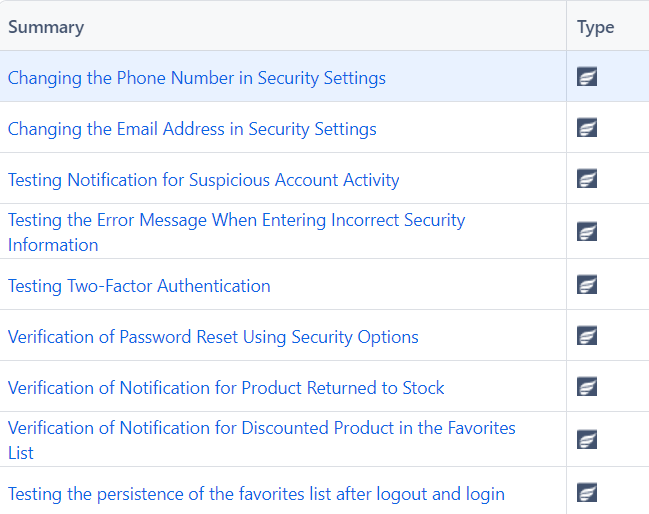 Summary
Type
Changing the Phone Number in Security Settings
Changing the Email Address in Security Settings
Testing Notification for Suspicious Account Activity
Testing the Error Message When Entering Incorrect Security
Information
Testing Two-Factor Authentication
Verification of Password Reset Using Security Options
Verification of Notification for Product Returned to Stock
Verification of Notification for Discounted Product in the Favorites
List
Testing the persistence of the favorites list after logout and login